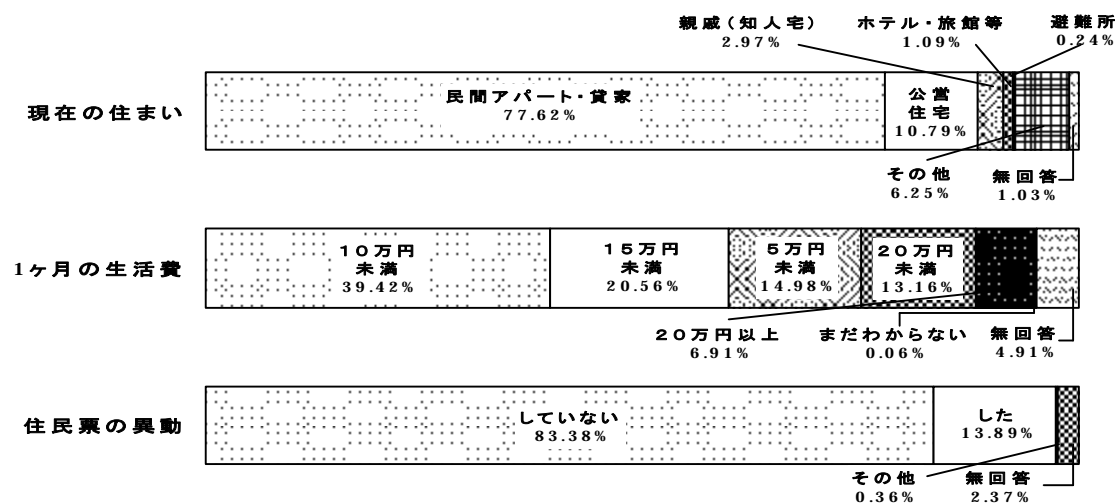 親戚(知人宅)
2.97%
ホテル・旅館等
1.09%
避難所
0.24%
現在の住まい
民間アパート・貸家
77.62%
公営
住宅
10.79%
その他
6.25%
無回答
1.03%
1ヶ月の生活費
10万円
未満
39.42%
15万円
未満
20.56%
5万円
未満
14.98%
20万円
未満
13.16%
20万円以上
6.91%
まだわからない
0.06%
無回答
4.91%
住民票の異動
していない
83.38%
した
13.89%
その他
0.36%
無回答
2.37%